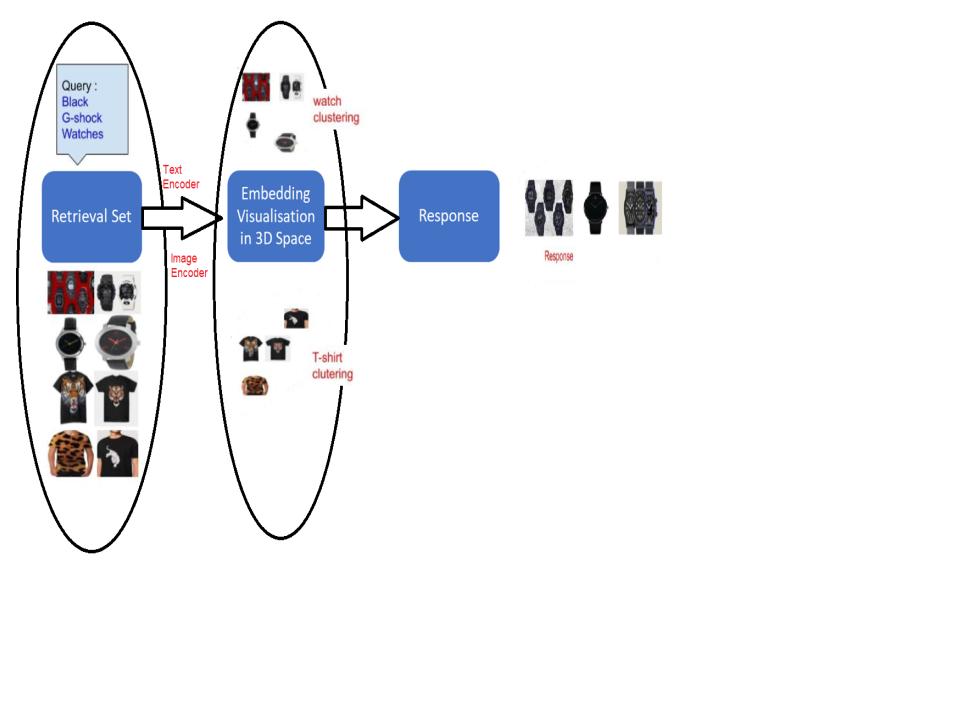 Query :
Black
G-shock
Watches
Retrieval Set
Text
Encoder
Image
Encoder
watch
clustering
Embedding
Visualisation
in 3D Space
T-shirt
clutering
Response
Response